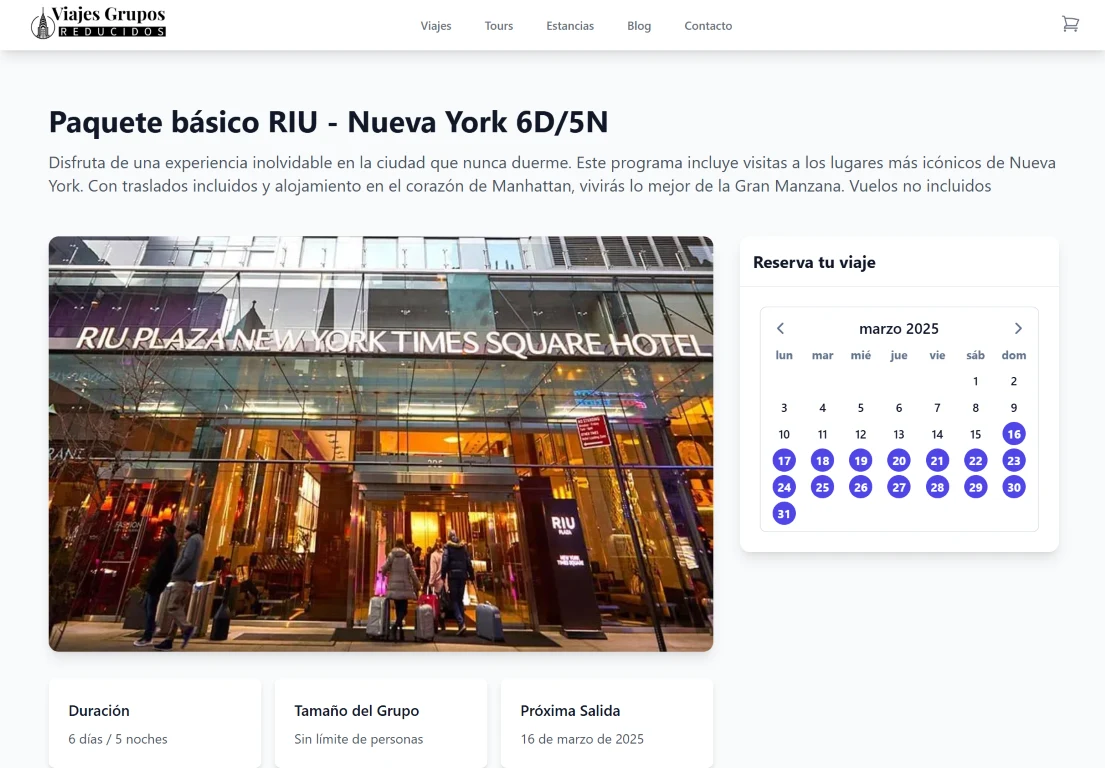 Viajes Grupos
REDUCIDOS
Viajes Tours Estancias Blog Contacto
Paquete básico RIU - Nueva York 6D/5N
Disfruta de una experiencia inolvidable en la ciudad que nunca duerme. Este programa incluye visitas a los lugares más icónicos de Nueva
York. Con traslados incluidos y alojamiento en el corazón de Manhattan, vivirás lo mejor de la Gran Manzana. Vuelos no incluidos
RIU PLAZA NEW YORK TIMES SQUARE HOTEL
305
RIU
PLAZA
NEW YORK
TIMES SQUARE
Reserva tu viaje
marzo 2025
lun mar mié jue vie sáb dom
1 2
3 4 5 6 7 8 9
10 11 12 13 14 15 16
17 18 19 20 21 22 23
24 25 26 27 28 29 30
31
Duración
6 días / 5 noches
Tamaño del Grupo
Sin límite de personas
Próxima Salida
16 de marzo de 2025